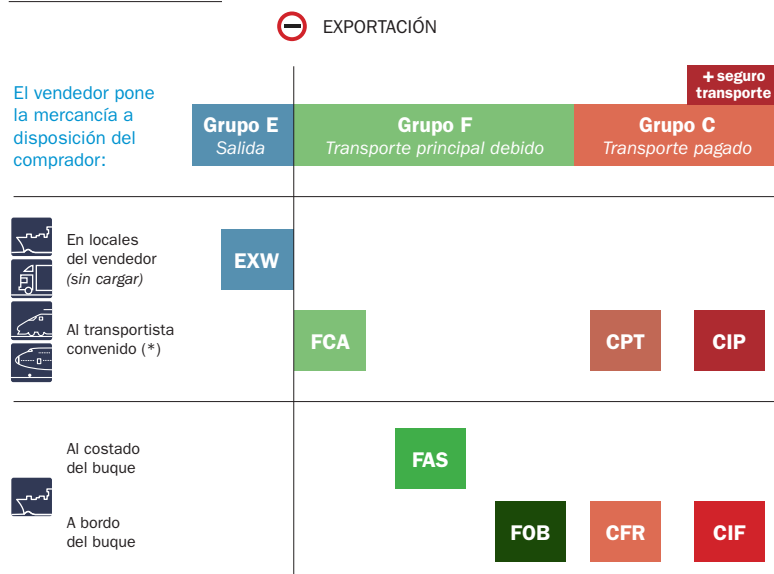 EXPORTACIÓN
+ seguro
transporte
El vendedor pone
la mercancía a
disposición del
comprador:
Grupo E
Salida
Grupo F
Transporte principal debido
Grupo C
Transporte pagado
En locales
del vendedor
(sin cargar)
EXW
Al transportista
convenido (*)
FCA
CPT
CIP
Al costado
del buque
FAS
A bordo
del buque
FOB
CFR
CIF